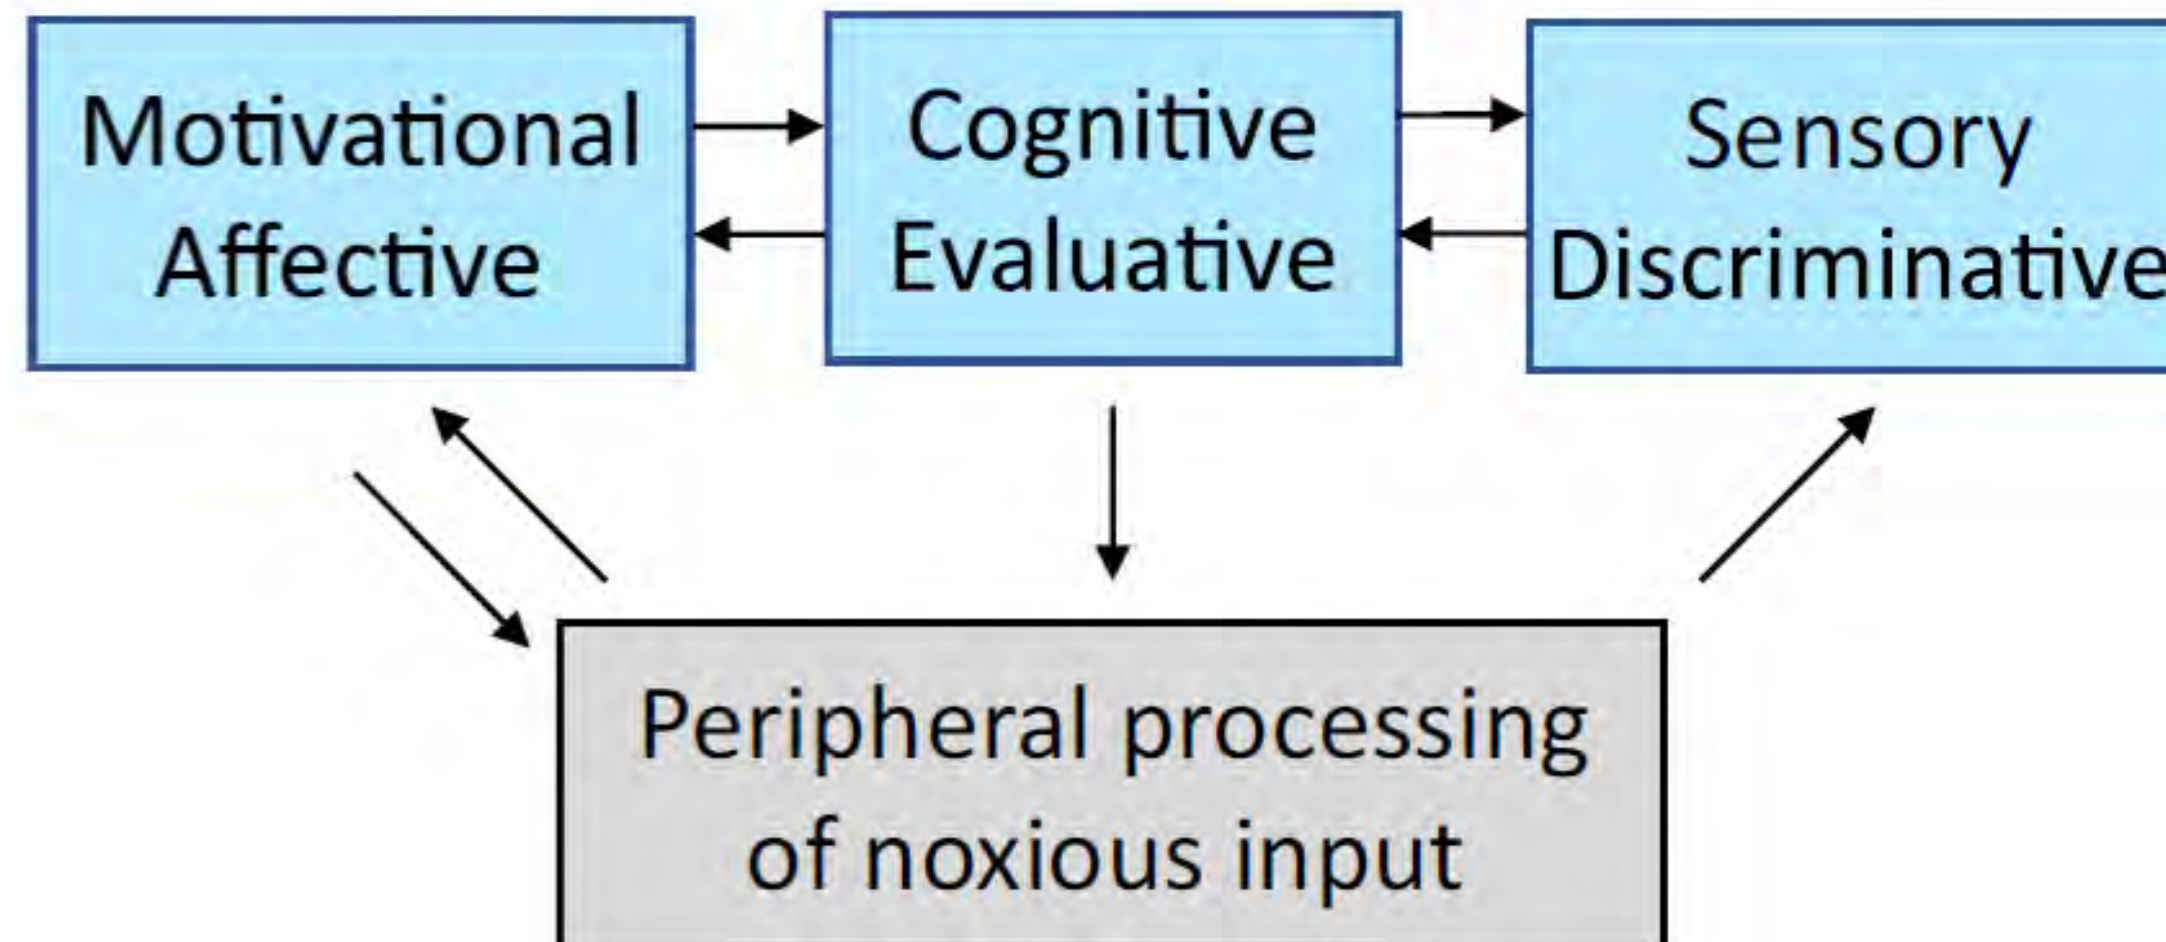 Motivational
Affective
Cognitive
Evaluative
Sensory
Discriminative
Peripheral processing
of noxious input